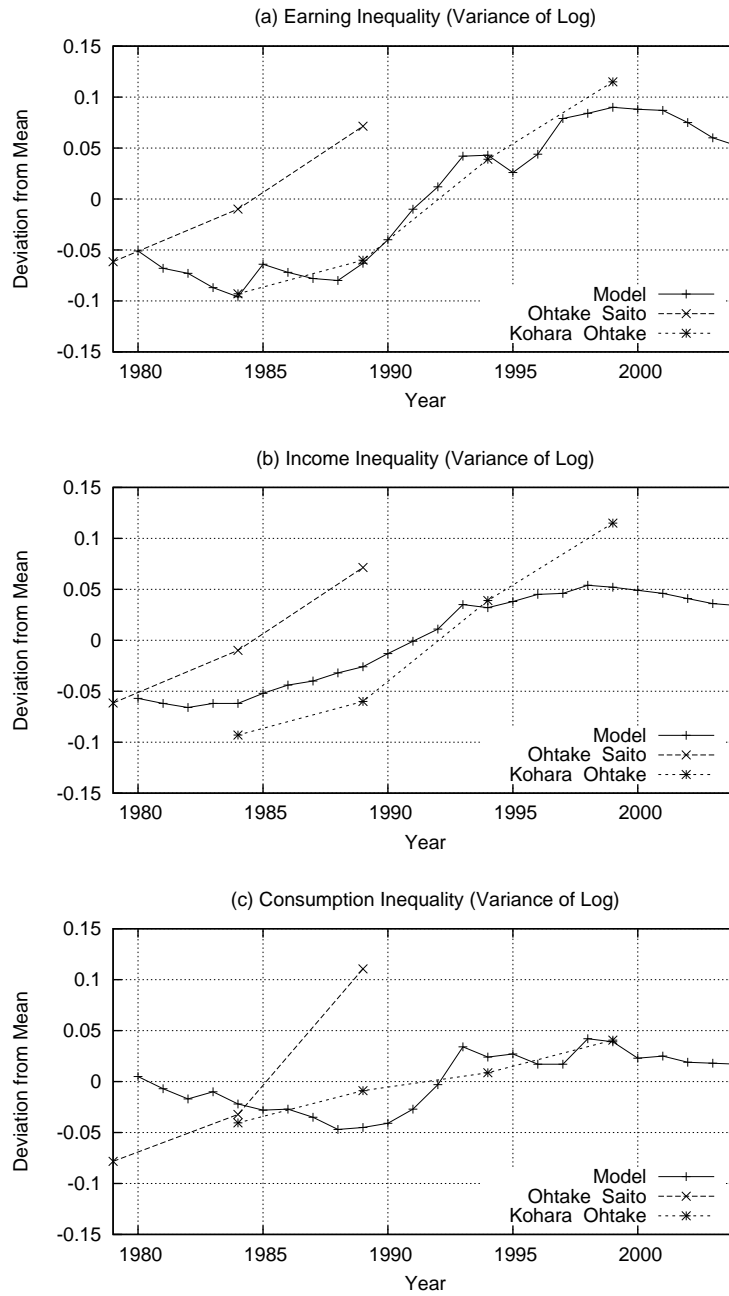 (a) Earning Inequality (Variance of Log)
0.15
0.1
0.05
0
-0.05
-0.1
-0.15
Deviation from Mean
Model
Ohtake Saito
Kohara Ohtake
1980 1985 1990 1995 2000
Year
(b) Income Inequality (Variance of Log)
0.15
0.1
0.05
0
-0.05
-0.1
-0.15
Deviation from Mean
Model
Ohtake Saito
Kohara Ohtake
1980 1985 1990 1995 2000
Year
(c) Consumption Inequality (Variance of Log)
0.15
0.1
0.05
0
-0.05
-0.1
-0.15
Deviation from Mean
Model
Ohtake Saito
Kohara Ohtake
1980 1985 1990 1995 2000
Year